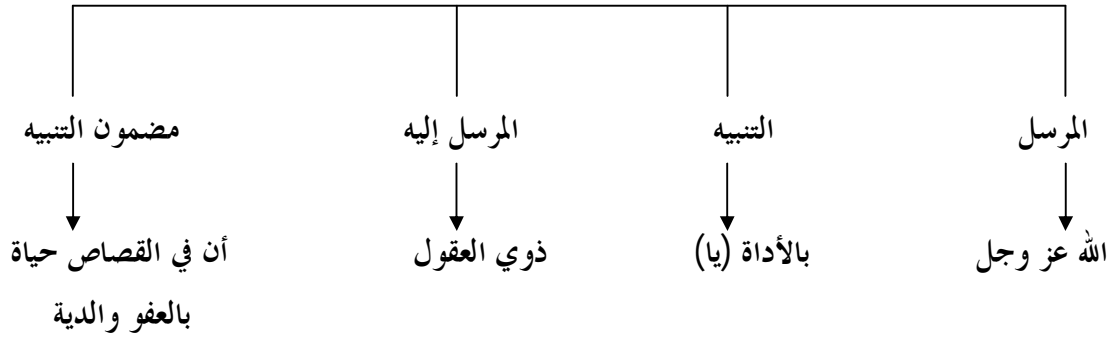 المرسل التنبيه المرسل إليه مضمون التنبيه
الله عز وجل بالأداة (يا) ذوي العقول أن في القصاص حياة
بالعفو والدية